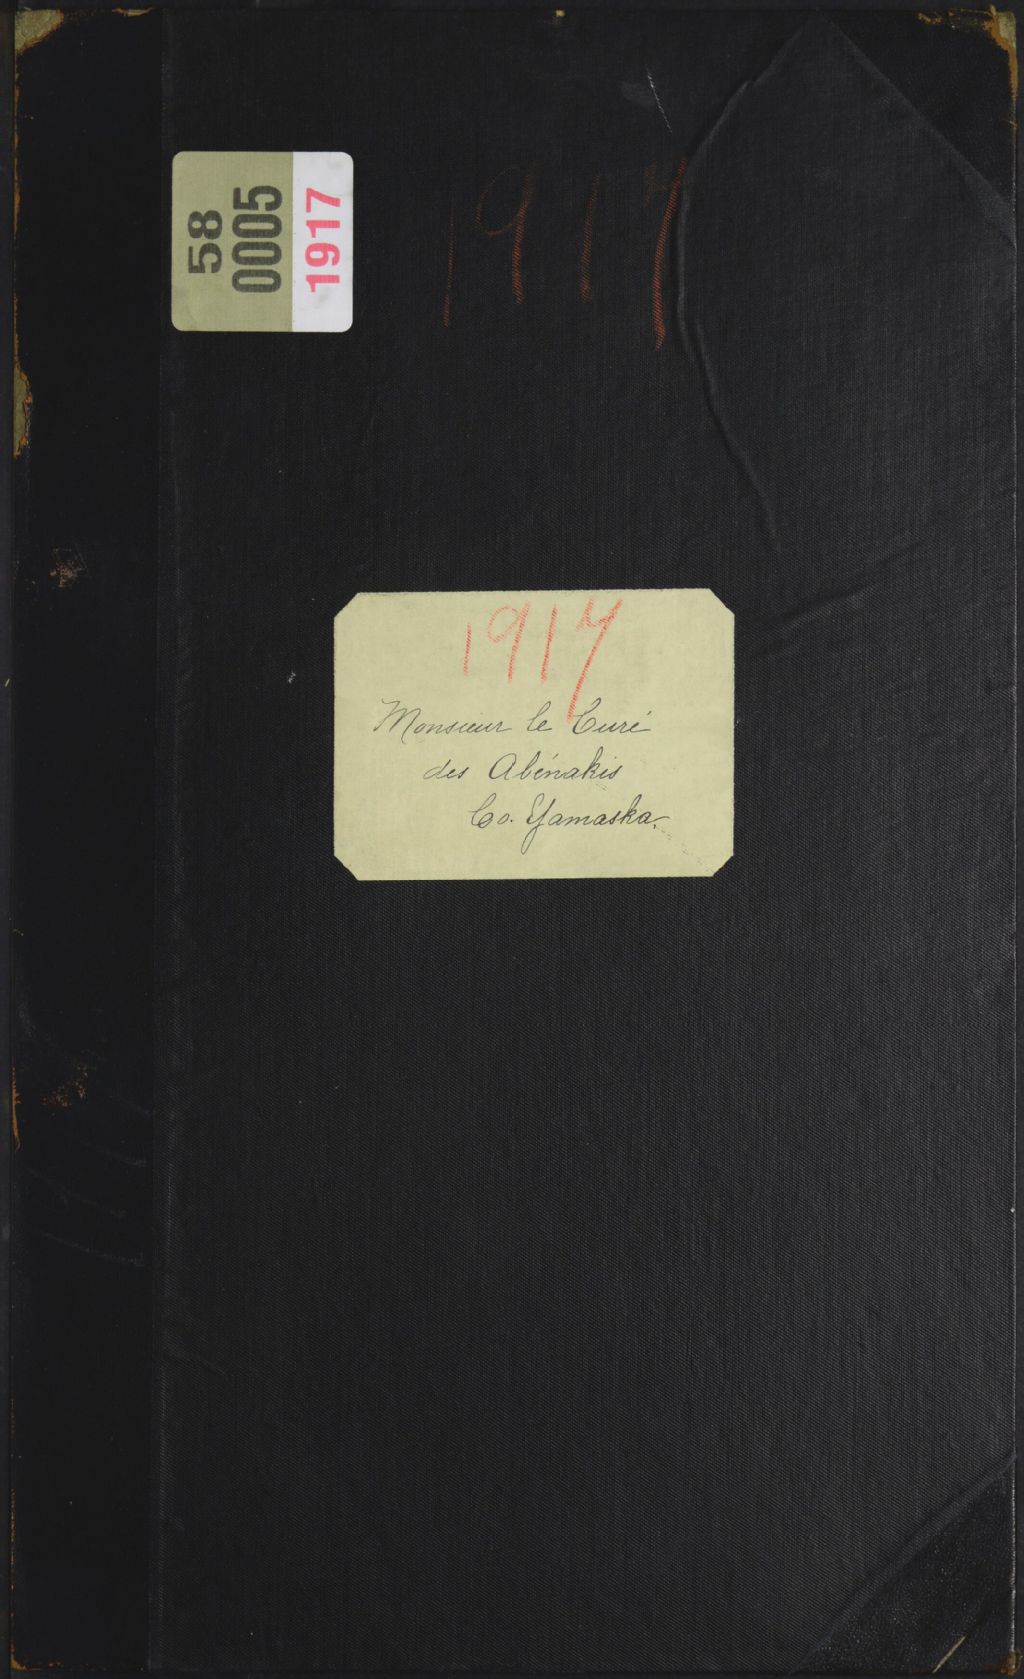 58
0005
1917
1917
1917
Monsieur le Curé
des Abénakis
Co. Yamaska.